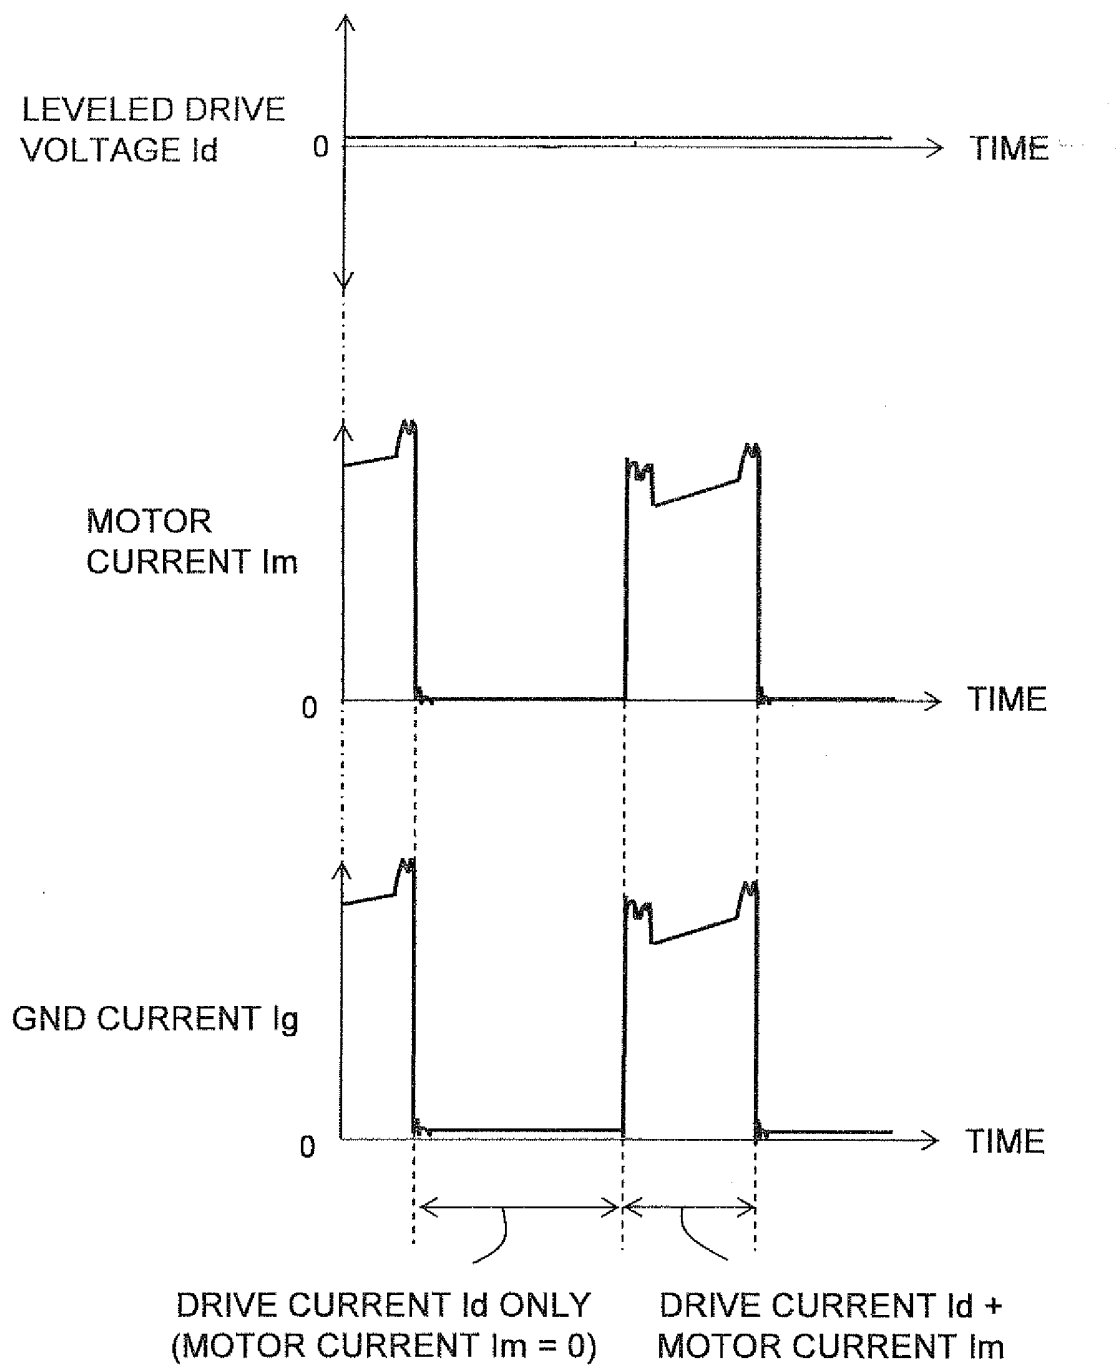 LEVELED DRIVE
VOLTAGE Id
0
TIME
MOTOR
CURRENT Im
0
TIME
GND CURRENT Ig
0
TIME
DRIVE CURRENT Id ONLY
(MOTOR CURRENT Im = 0)
DRIVE CURRENT Id +
MOTOR CURRENT Im